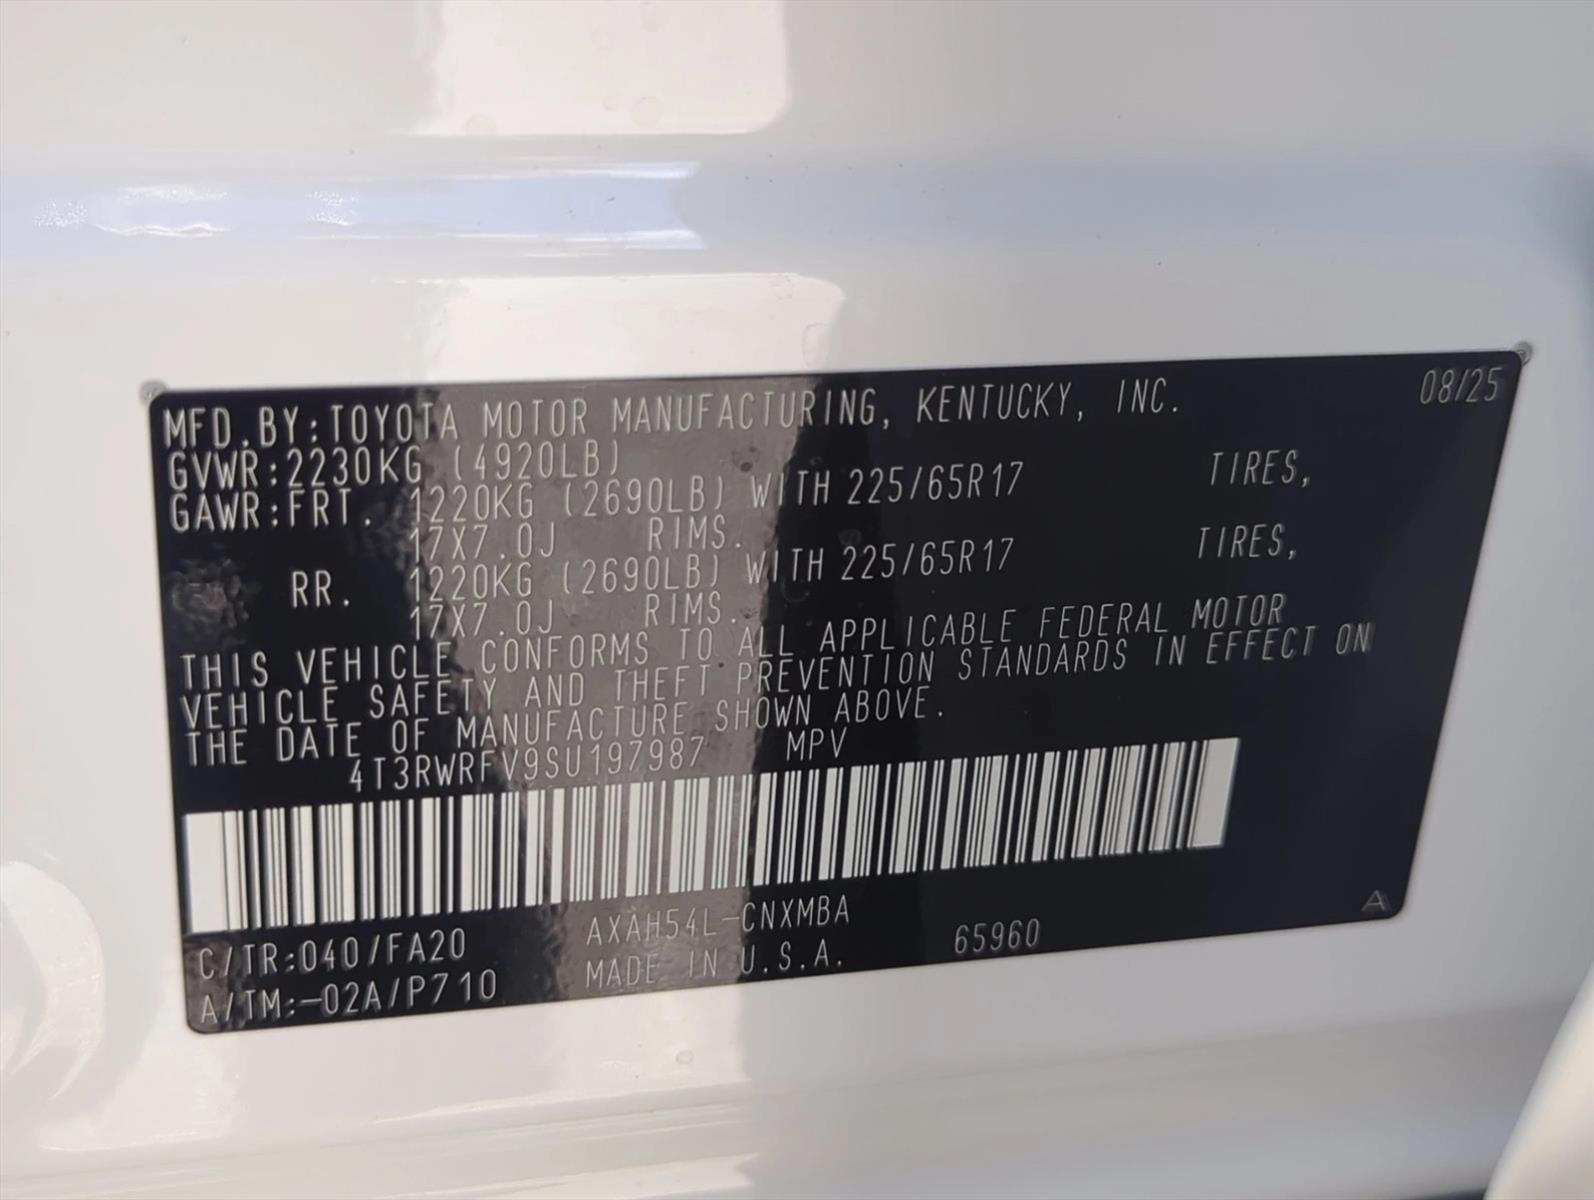 MFD.BY:TOYOTA MOTOR MANUFACTURING, KENTUCKY, INC. 08/25
GVWR:2230KG (4920LB)
GAWR:FRT. 1220KG (2690LB) WITH 225/65R17 TIRES,
17X7.0J RIMS.
RR. 1220KG (2690LB) WITH 225/65R17 TIRES,
17X7.0J RIMS.
THIS VEHICLE CONFORMS TO ALL APPLICABLE FEDERAL MOTOR
VEHICLE SAFETY AND THEFT PREVENTION STANDARDS IN EFFECT ON
THE DATE OF MANUFACTURE SHOWN ABOVE.
4T3RWRFV9SU197987 MPV
C/TR:040/FA20 AXAH54L-CNXMBA
A/TM:-02A/P710 MADE IN U.S.A. 65960 A